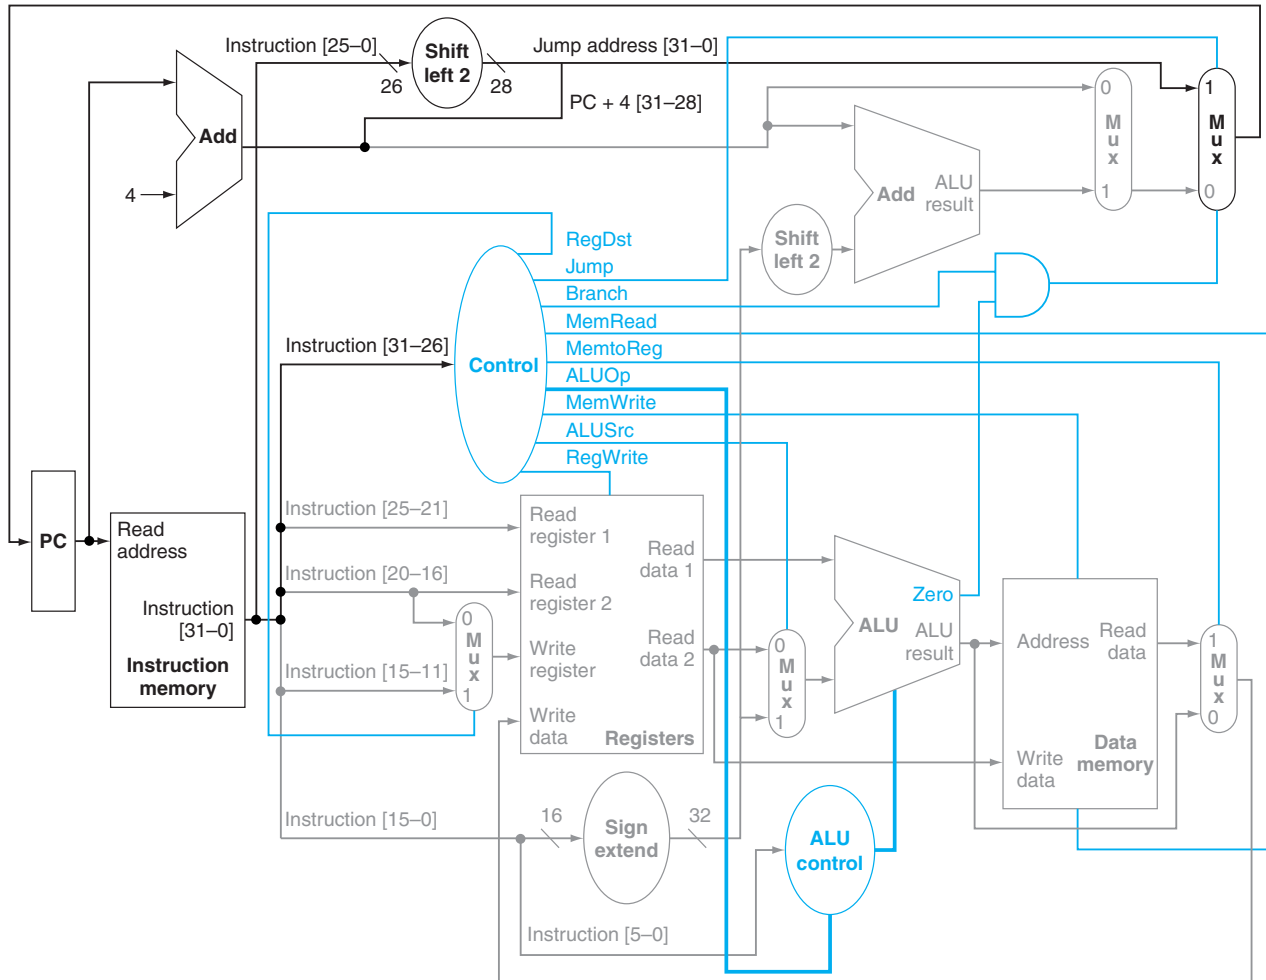 Instruction [25–0]
Shift
left 2
Jump address [31–0]
26
28
PC + 4 [31–28]
Add
4
0
M
u
x
1
1
M
u
x
0
Add
ALU
result
Shift
left 2
RegDst
Jump
Branch
MemRead
MemtoReg
ALUOp
MemWrite
ALUSrc
RegWrite
Instruction [31–26]
Control
PC
Read
address
Instruction
[31–0]
Instruction
memory
Instruction [25–21]
Instruction [20–16]
Instruction [15–11]
0
M
u
x
1
Read
register 1
Read
register 2
Write
register
Write
data
Read
data 1
Read
data 2
Registers
0
M
u
x
1
Zero
ALU
ALU
result
Address
Read
data
Write
data
Data
memory
1
M
u
x
0
Instruction [15–0]
16
Sign
extend
32
ALU
control
Instruction [5–0]